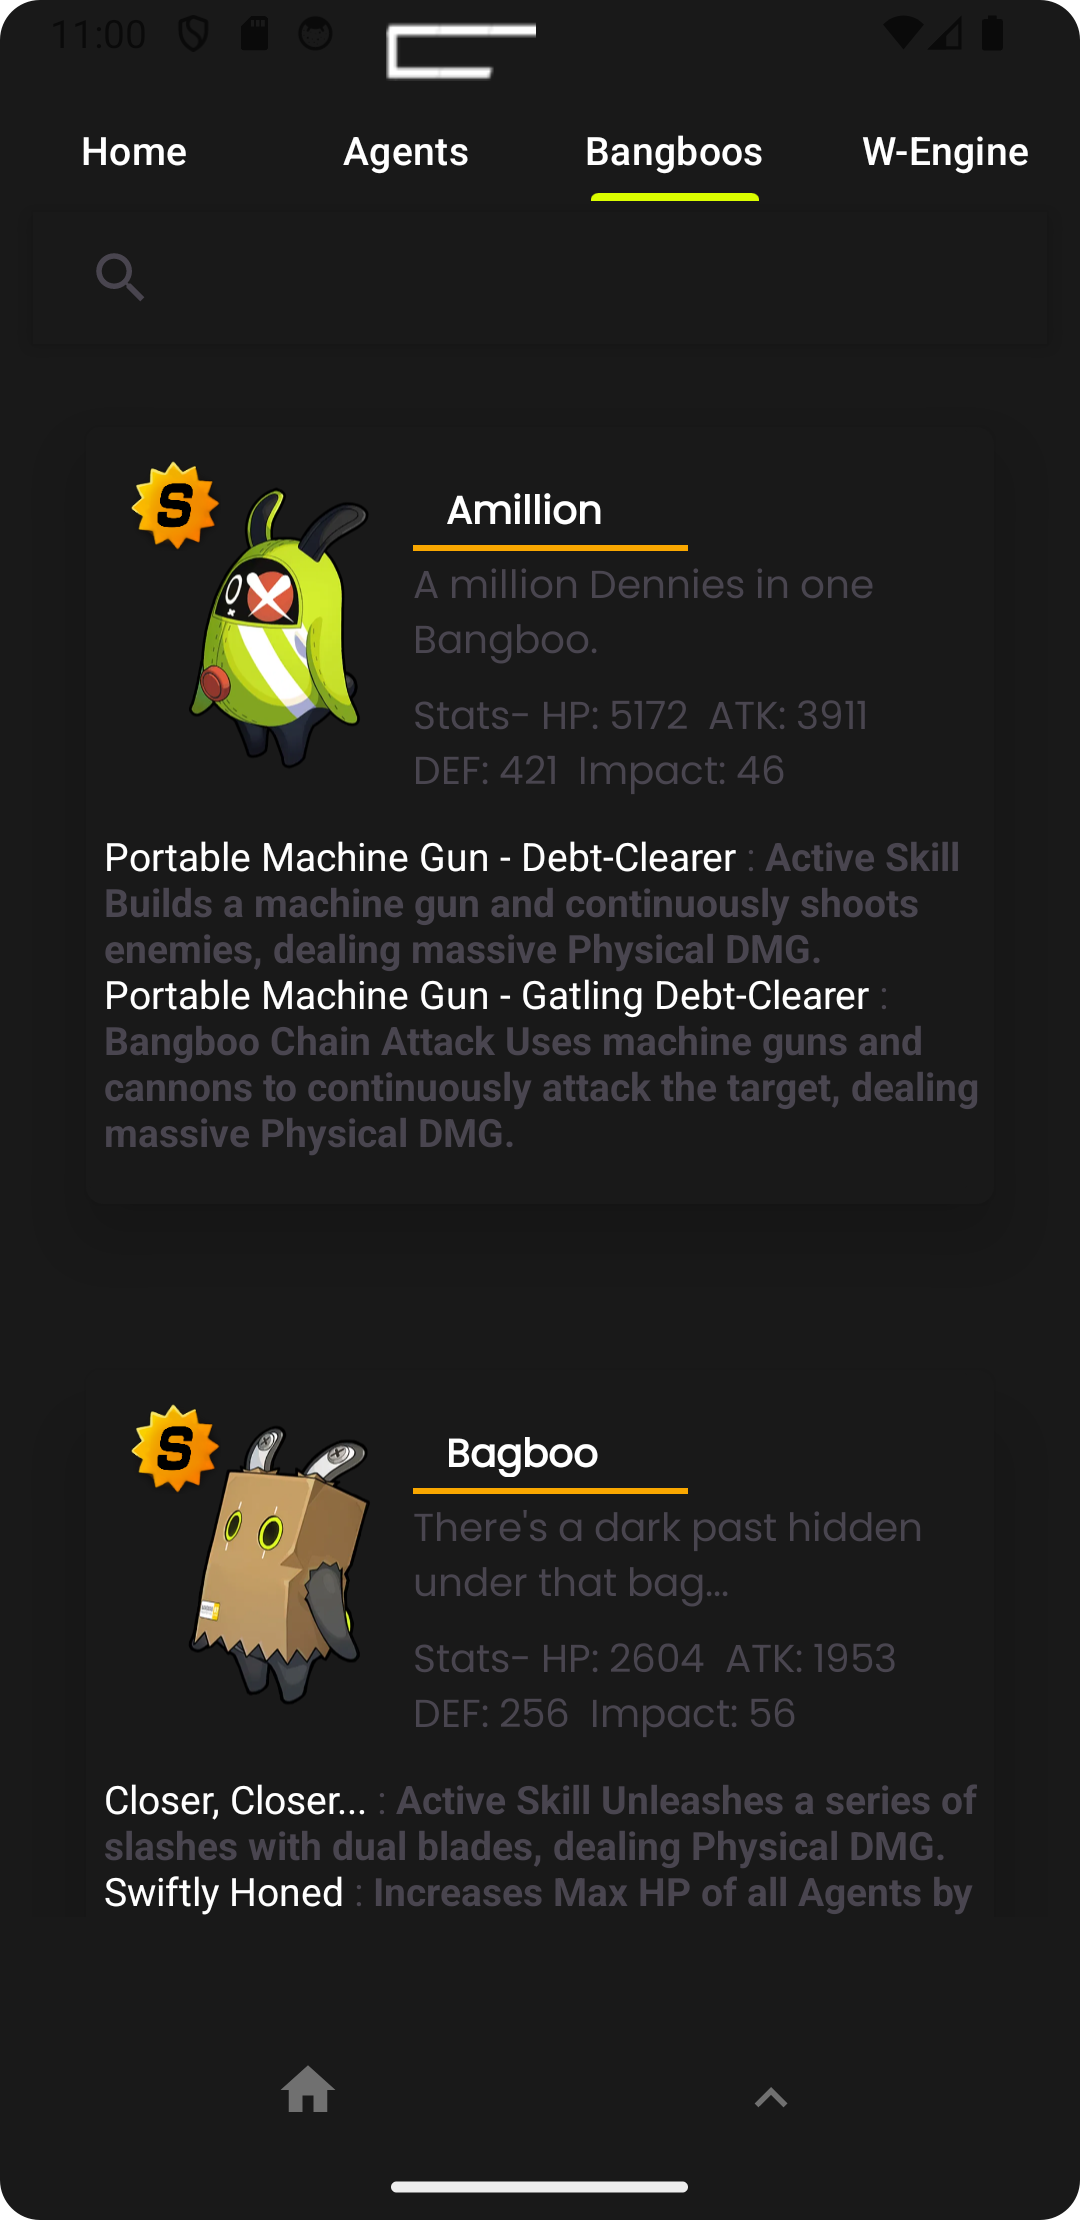 11:00
Home Agents Bangboos W-Engine
S
Amillion
A million Dennies in one
Bangboo.
Stats- HP: 5172 ATK: 3911
DEF: 421 Impact: 46
Portable Machine Gun - Debt-Clearer : Active Skill
Builds a machine gun and continuously shoots
enemies, dealing massive Physical DMG.
Portable Machine Gun - Gatling Debt-Clearer :
Bangboo Chain Attack Uses machine guns and
cannons to continuously attack the target, dealing
massive Physical DMG.
S
Bagboo
There's a dark past hidden
under that bag...
Stats- HP: 2604 ATK: 1953
DEF: 256 Impact: 56
Closer, Closer... : Active Skill Unleashes a series of
slashes with dual blades, dealing Physical DMG.
Swiftly Honed : Increases Max HP of all Agents by